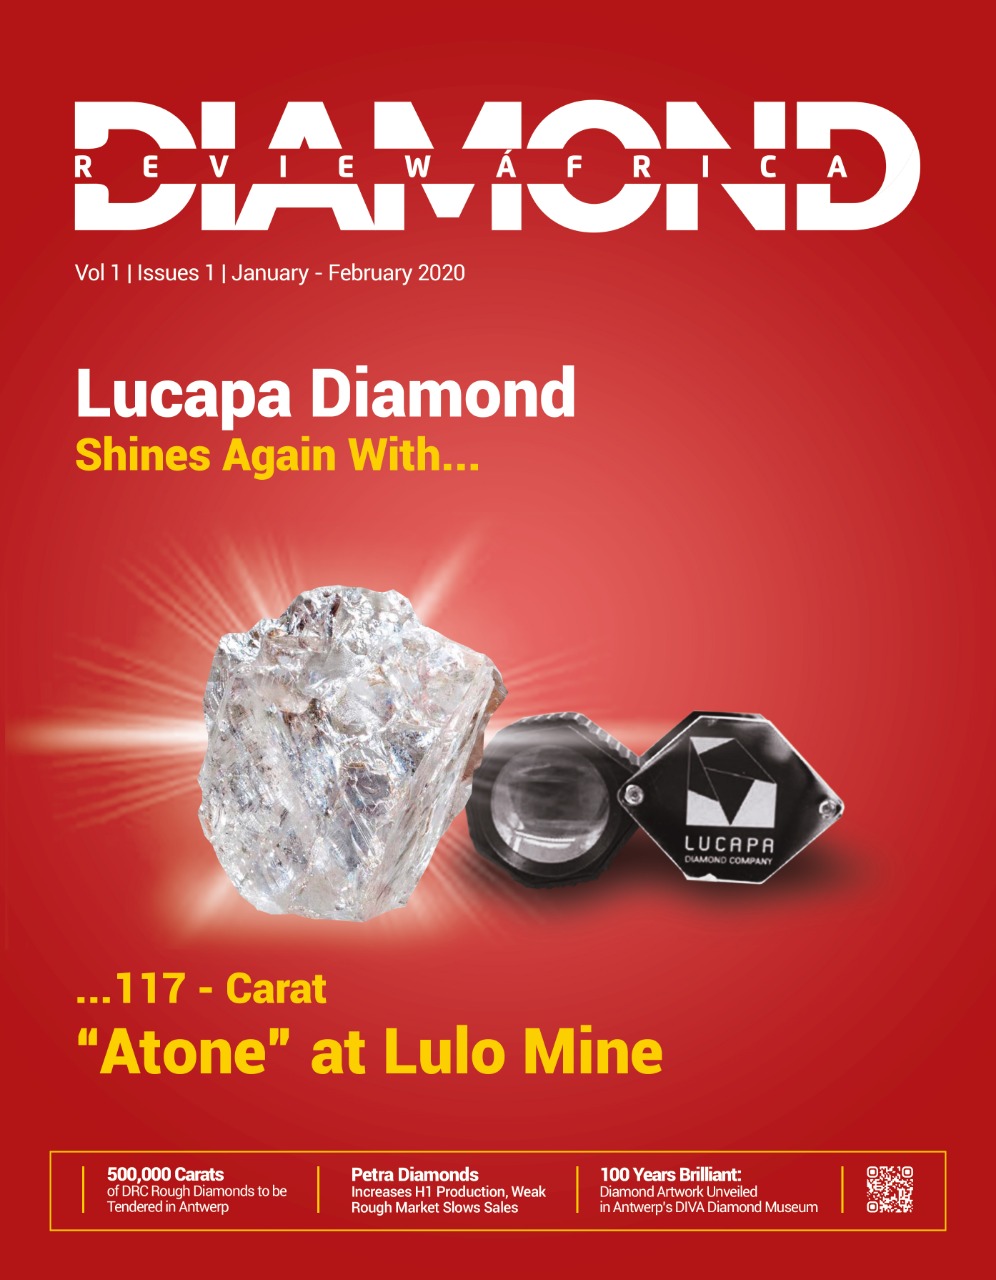 DIAMOND
REVIEW ÁFRICA
Vol 1 | Issues 1 | January - February 2020
Lucapa Diamond
Shines Again With...
LUCAPA
DIAMOND COMPANY
...117 - Carat
“Atone” at Lulo Mine
500,000 Carats
of DRC Rough Diamonds to be
Tendered in Antwerp
Petra Diamonds
Increases H1 Production, Weak
Rough Market Slows Sales
100 Years Brilliant:
Diamond Artwork Unveiled
in Antwerp's DIVA Diamond Museum